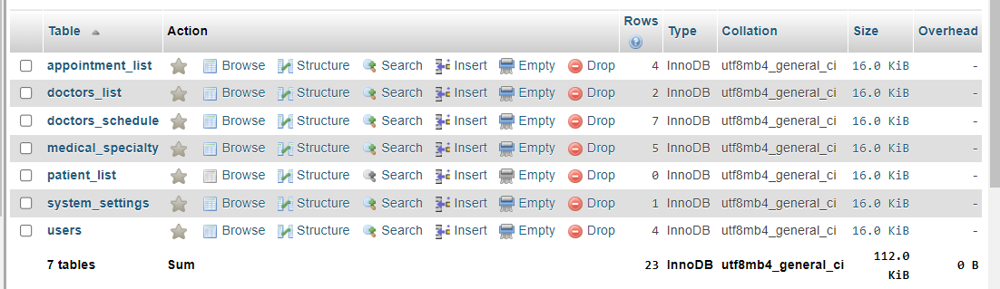 Table Action Rows Type Collation Size Overhead
appointment_list Browse Structure Search Insert Empty Drop 4 InnoDB utf8mb4_general_ci 16.0 KiB -
doctors_list Browse Structure Search Insert Empty Drop 2 InnoDB utf8mb4_general_ci 16.0 KiB -
doctors_schedule Browse Structure Search Insert Empty Drop 7 InnoDB utf8mb4_general_ci 16.0 KiB -
medical_specialty Browse Structure Search Insert Empty Drop 5 InnoDB utf8mb4_general_ci 16.0 KiB -
patient_list Browse Structure Search Insert Empty Drop 0 InnoDB utf8mb4_general_ci 16.0 KiB -
system_settings Browse Structure Search Insert Empty Drop 1 InnoDB utf8mb4_general_ci 16.0 KiB -
users Browse Structure Search Insert Empty Drop 4 InnoDB utf8mb4_general_ci 16.0 KiB -
7 tables Sum 23 InnoDB utf8mb4_general_ci 112.0 KiB 0 B